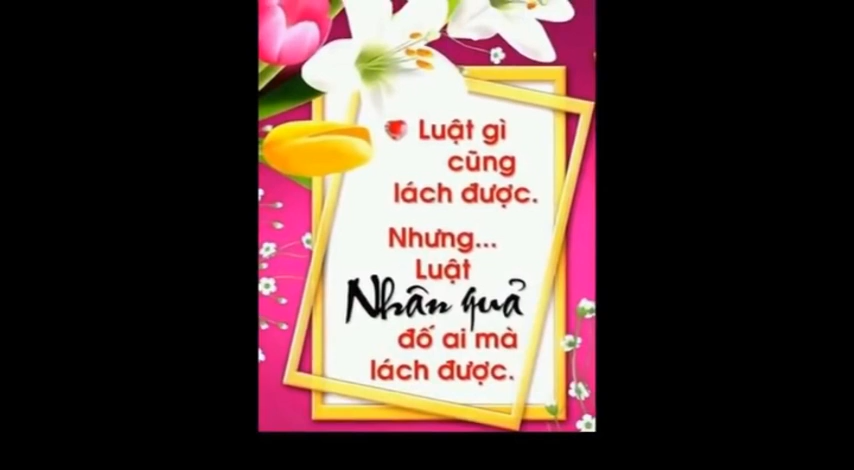 Luật gì
cũng
lách được.
Nhưng...
Luật
Nhân quả
đố ai mà
lách được.